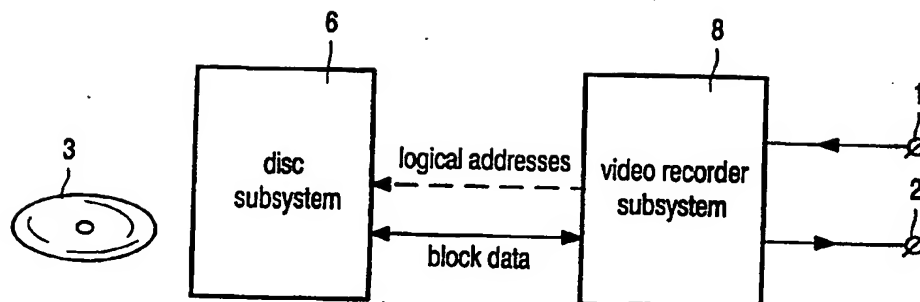 6
8
1
3
disc
subsystem
logical addresses
video recorder
subsystem
2
block data